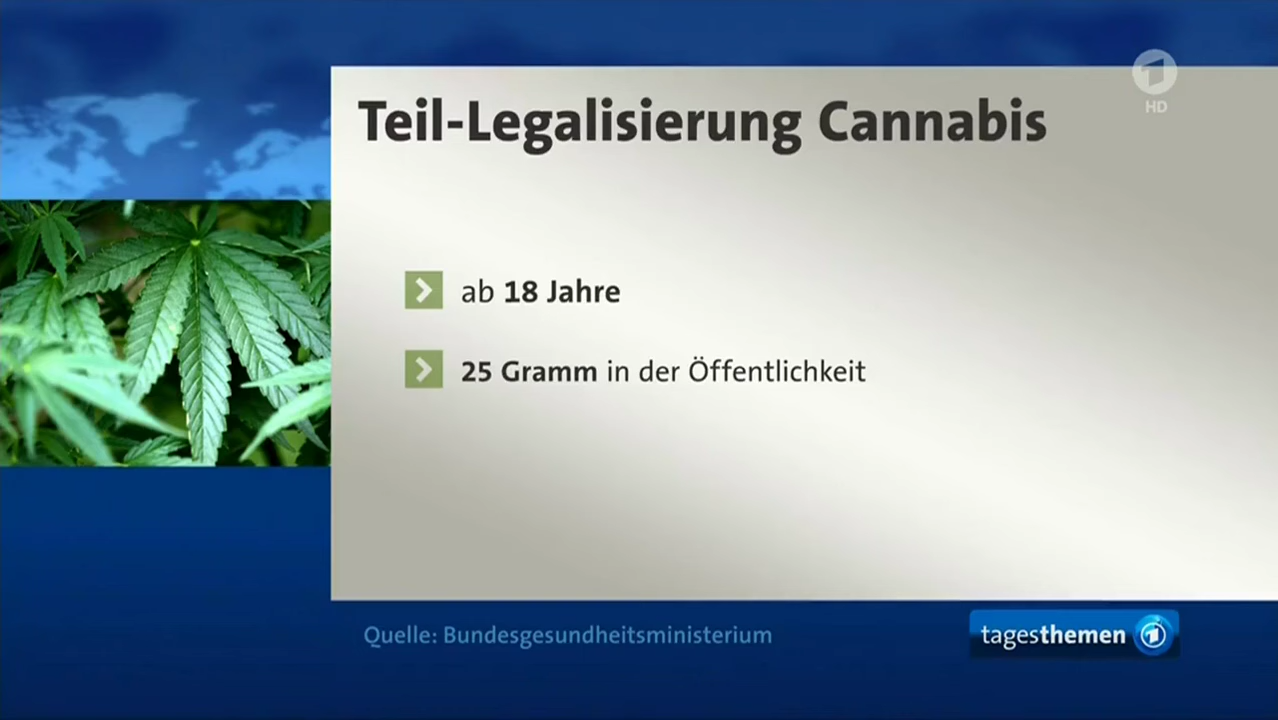 Teil-Legalisierung Cannabis
HD
ab 18 Jahre
25 Gramm in der Öffentlichkeit
Quelle: Bundesgesundheitsministerium
tagesthemen